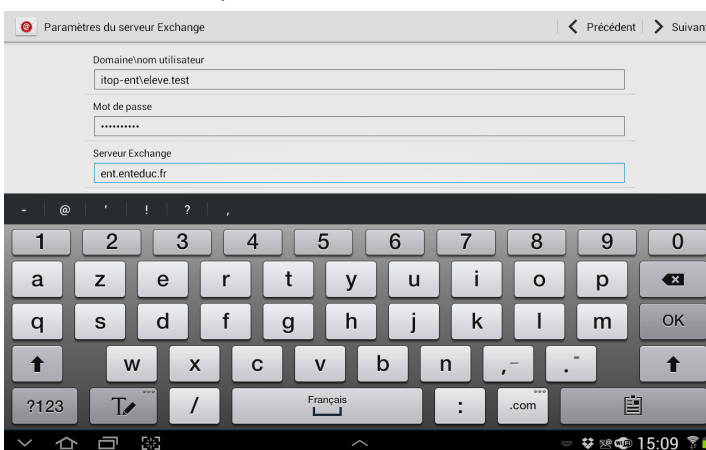 Paramètres du serveur Exchange
Précédent
Suivant
Domaine\nom utilisateur
itop-ent\eleve.test
Mot de passe
••••••••••
Serveur Exchange
ent.enteduc.fr
- @ ' ! ? ,
1 2 3 4 5 6 7 8 9 0
a z e r t y u i o p
q s d f g h j k l m OK
w x c v b n ,- .-
?123 T / Français : .com
15:09